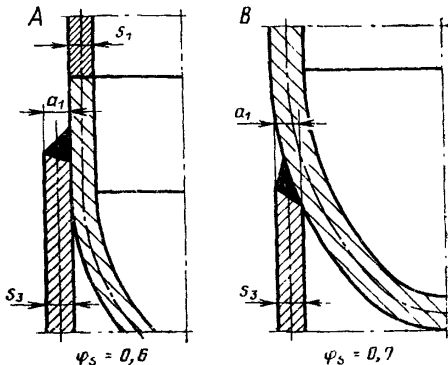 А
В
s₁
a₁
a₁
s₃
s₃
φₛ = 0,6
φₛ = 0,7